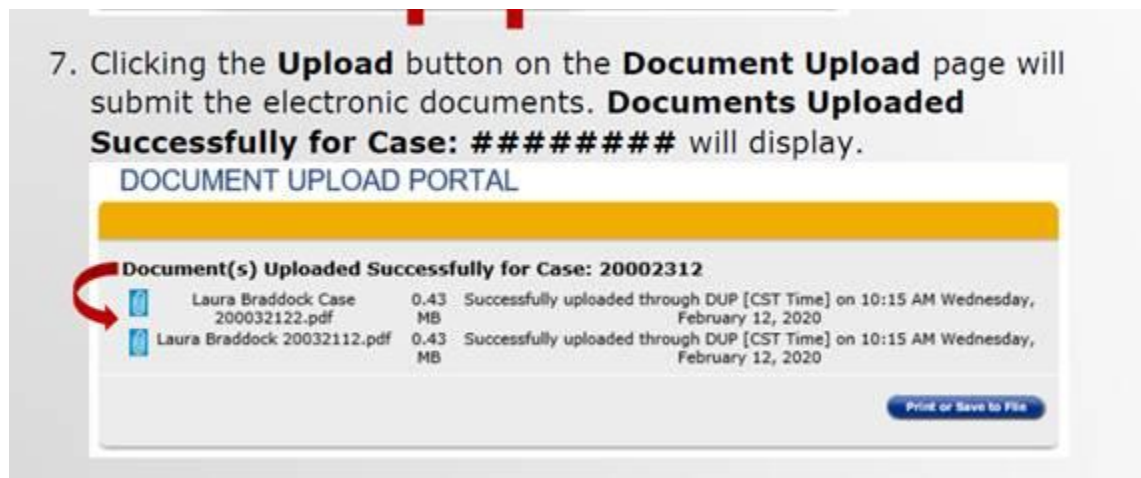 7. Clicking the Upload button on the Document Upload page will
submit the electronic documents. Documents Uploaded
Successfully for Case: ######## will display.
DOCUMENT UPLOAD PORTAL
Document(s) Uploaded Successfully for Case: 20002312
Laura Braddock Case 0.43 Successfully uploaded through DUP [CST Time] on 10:15 AM Wednesday,
200032122.pdf MB February 12, 2020
Laura Braddock 20032112.pdf 0.43 Successfully uploaded through DUP [CST Time] on 10:15 AM Wednesday,
MB February 12, 2020
Print or Save to File